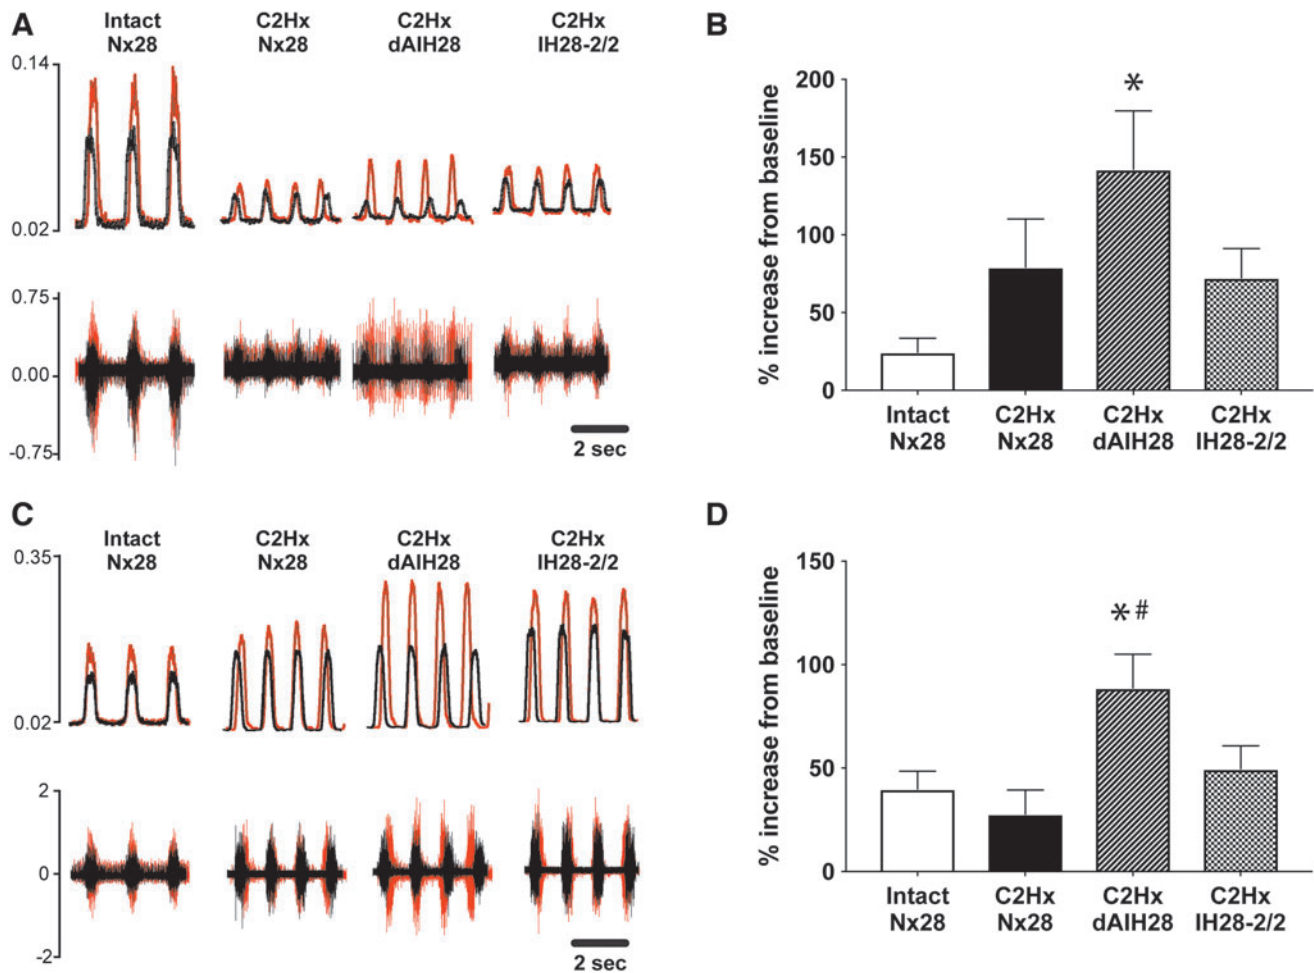 A
Intact C2Hx C2Hx C2Hx
Nx28 Nx28 dAIH28 IH28-2/2
0.14
0.02
0.75
0.00
-0.75
2 sec
B
% increase from baseline
200
150
100
50
0
*
Intact C2Hx C2Hx C2Hx
Nx28 Nx28 dAIH28 IH28-2/2
C
Intact C2Hx C2Hx C2Hx
Nx28 Nx28 dAIH28 IH28-2/2
0.35
0.02
2
0
-2
2 sec
D
% increase from baseline
150
100
50
0
*#
Intact C2Hx C2Hx C2Hx
Nx28 Nx28 dAIH28 IH28-2/2